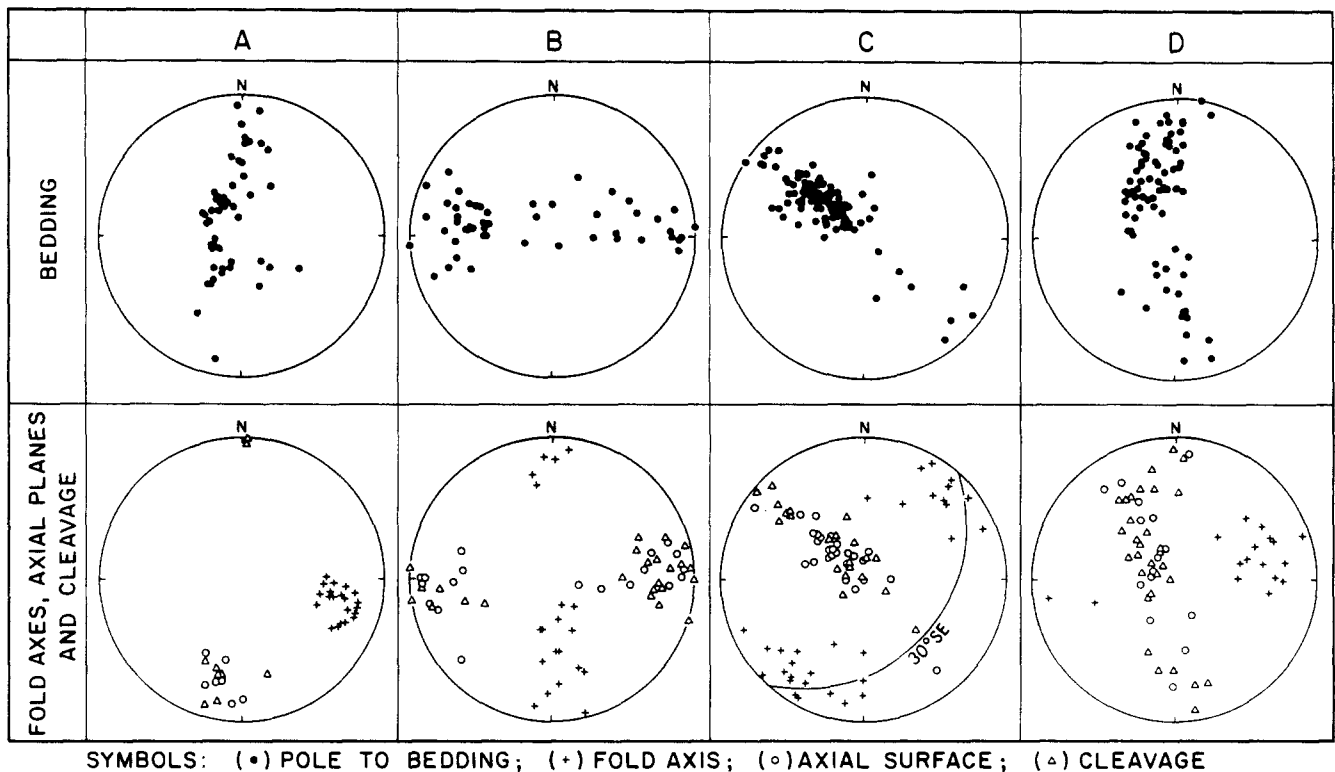 A B C D
BEDDING
N N N N
FOLD AXES, AXIAL PLANES
AND CLEAVAGE
N N N N
30°SE
SYMBOLS: (•) POLE TO BEDDING; (+) FOLD AXIS; (○) AXIAL SURFACE; (△) CLEAVAGE